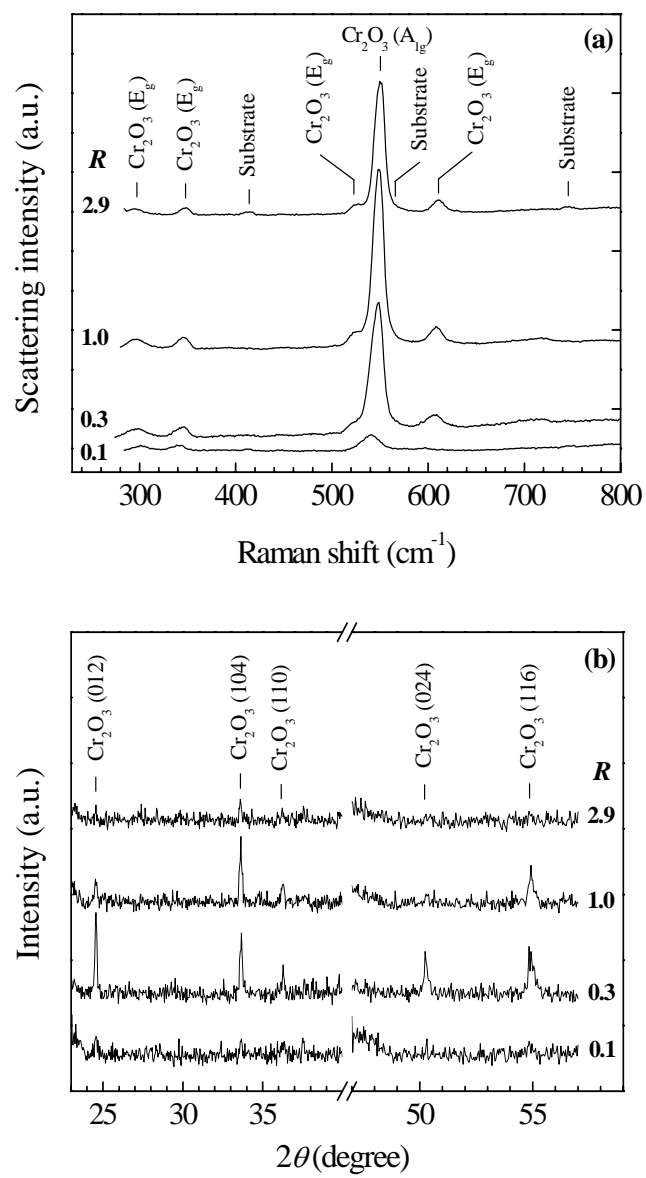 Cr₂O₃ (A₁g)
(a)
Cr₂O₃ (Eg)
Cr₂O₃ (Eg)
Substrate
Cr₂O₃ (Eg)
Substrate
Cr₂O₃ (Eg)
Substrate
R
2.9
1.0
0.3
0.1
Scattering intensity (a.u.)
300 400 500 600 700 800
Raman shift (cm⁻¹)
(b)
Cr₂O₃ (012)
Cr₂O₃ (104)
Cr₂O₃ (110)
Cr₂O₃ (024)
Cr₂O₃ (116)
R
2.9
1.0
0.3
0.1
Intensity (a.u.)
25 30 35 50 55
2θ (degree)